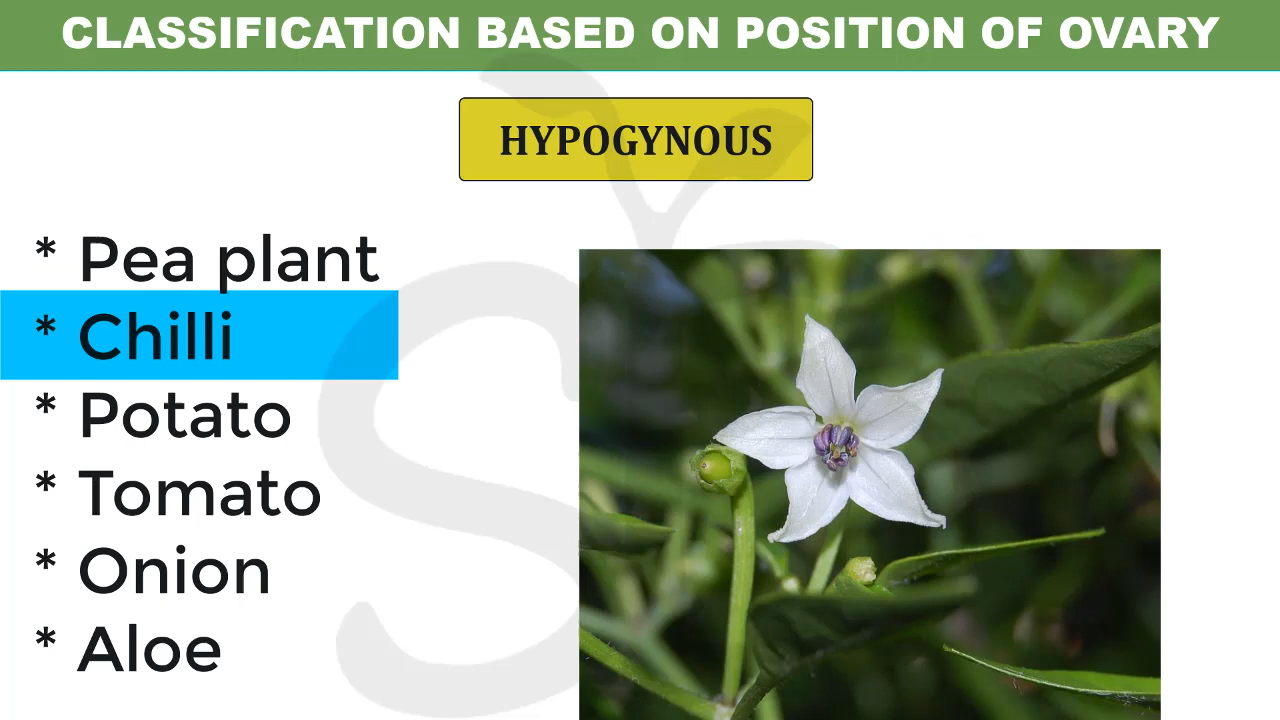 CLASSIFICATION BASED ON POSITION OF OVARY
HYPOGYNOUS
* Pea plant
* Chilli
* Potato
* Tomato
* Onion
* Aloe